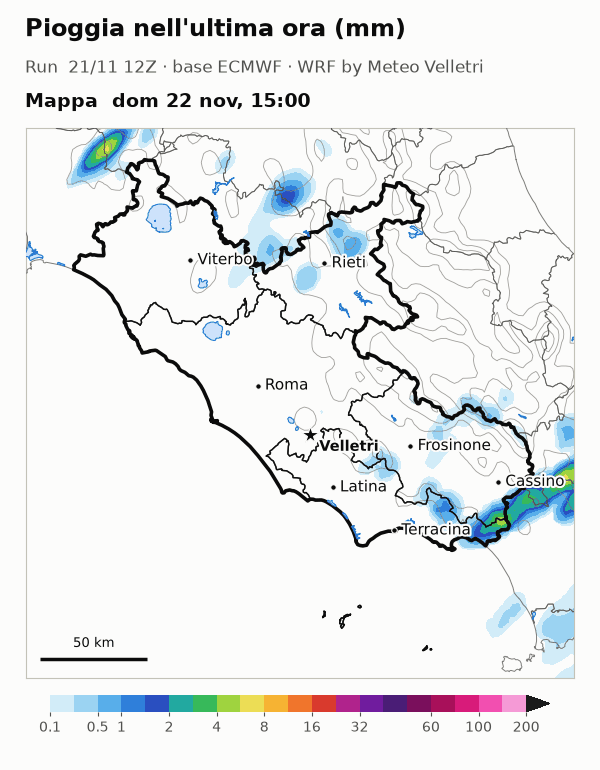 Pioggia nell'ultima ora (mm)
Run  21/11 12Z · base ECMWF · WRF by Meteo Velletri
Mappa  dom 22 nov, 15:00
Viterbo
Rieti
Roma
Velletri
Frosinone
Cassino
Latina
Terracina
50 km
0.1 0.5 1 2 4 8 16 32 60 100 200